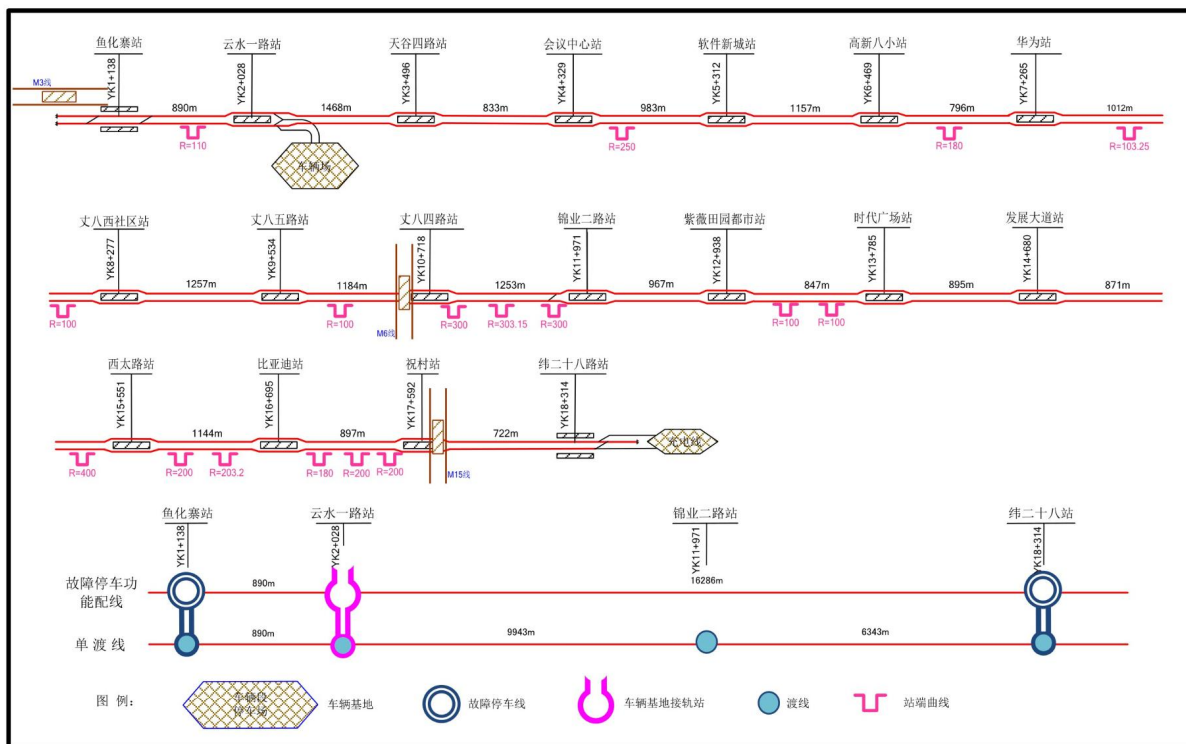 鱼化寨站
云水一路站
天谷四路站
会议中心站
软件新城站
高新八小站
华为站
M3线
YK1+138
YK2+028
YK3+496
YK4+329
YK5+312
YK6+469
YK7+265
890m
1468m
833m
983m
1157m
796m
1012m
R=110
R=250
R=180
R=103.25
车辆场
丈八西社区站
丈八五路站
丈八四路站
锦业二路站
紫薇田园都市站
时代广场站
发展大道站
YK8+277
YK9+534
YK10+718
YK11+971
YK12+938
YK13+785
YK14+680
1257m
1184m
1253m
967m
847m
895m
871m
R=100
R=100
R=300
R=303.15
R=300
R=100
R=100
M6线
西太路站
比亚迪站
祝村站
纬二十八路站
YK15+551
YK16+695
YK17+592
YK18+314
1144m
897m
722m
充电线
R=400
R=200
R=203.2
R=180
R=200
R=200
M15线
鱼化寨站
云水一路站
锦业二路站
纬二十八站
YK1+138
YK2+028
YK11+971
YK18+314
故障停车功
能配线
890m
16286m
单渡线
890m
9943m
6343m
图 例：
车辆段
停车场
车辆基地
故障停车线
车辆基地接轨站
渡线
站端曲线